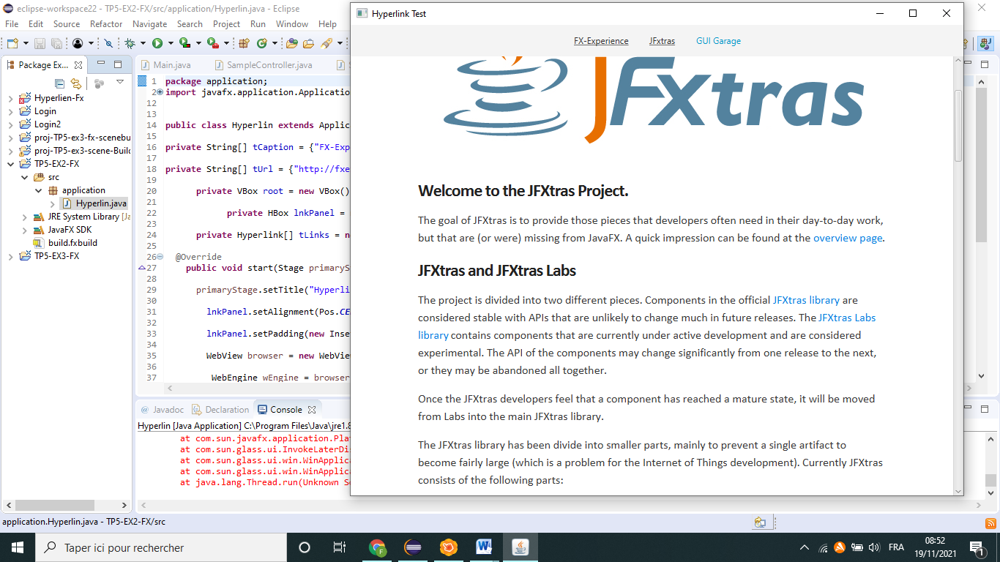 eclipse-workspace22 - TP5-EX2-FX/src/application/Hyperlin.java - Eclipse
File Edit Source Refactor Navigate Search Project Run Window Help
Package Ex...
Hyperlien-Fx
Login
Login2
proj-TP5-ex3-fx-scenebu
proj-TP5-ex3-scene-Build
TP5-EX2-FX
src
application
Hyperlin.java
JRE System Library [Ja
JavaFX SDK
build.fxbuild
TP5-EX3-FX
Main.java SampleController.java
1 package application;
2 import javafx.application.Application
12
13
14 public class Hyperlin extends Applic
15
16 private String[] tCaption = {"FX-Exp
17
18 private String[] tUrl = {"http://fxe
19
20 private VBox root = new VBox()
21
22 private HBox lnkPanel =
23
24 private Hyperlink[] tLinks = n
25
26 @Override
27 public void start(Stage primaryS
28
29 primaryStage.setTitle("Hyperli
30
31 lnkPanel.setAlignment(Pos.CE
32
33 lnkPanel.setPadding(new Inse
34
35 WebView browser = new WebView
36
37 WebEngine wEngine = browser
Javadoc Declaration Console
Hyperlin [Java Application] C:\Program Files\Java\jre1.8
at com.sun.javafx.application.Pla
at com.sun.glass.ui.InvokeLaterDis
at com.sun.glass.ui.win.WinApplica
at com.sun.glass.ui.win.WinApplica
at java.lang.Thread.run(Unknown So
application.Hyperlin.java - TP5-EX2-FX/src
Hyperlink Test
FX-Experience JFxtras GUI Garage
JFXtras
Welcome to the JFXtras Project.
The goal of JFXtras is to provide those pieces that developers often need in their day-to-day work,
but that are (or were) missing from JavaFX. A quick impression can be found at the overview page.
JFXtras and JFXtras Labs
The project is divided into two different pieces. Components in the official JFXtras library are
considered stable with APIs that are unlikely to change much in future releases. The JFXtras Labs
library contains components that are currently under active development and are considered
experimental. The API of the components may change significantly from one release to the next,
or they may be abandoned all together.
Once the JFXtras developers feel that a component has reached a mature state, it will be moved
from Labs into the main JFXtras library.
The JFXtras library has been divide into smaller parts, mainly to prevent a single artifact to
become fairly large (which is a problem for the Internet of Things development). Currently JFXtras
consists of the following parts:
Taper ici pour rechercher
FRA
08:52
19/11/2021
1